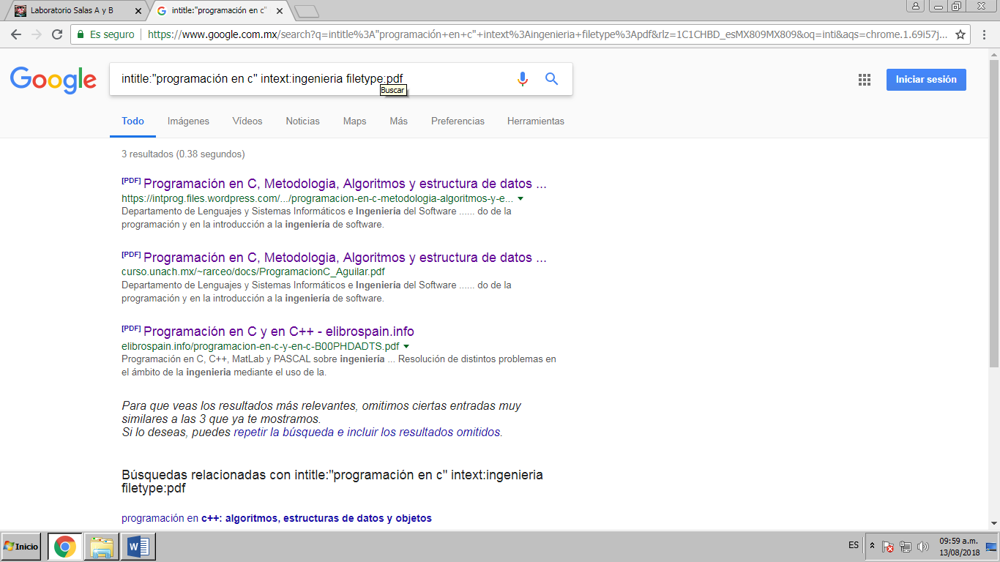 Laboratorio Salas A y B
intitle:"programación en c"
Es seguro
https://www.google.com.mx/search?q=intitle%3A"programación+en+c"+intext%3Aingenieria+filetype%3Apdf&rlz=1C1CHBD_esMX809MX809&oq=inti&aqs=chrome.1.69i57j...
Google
intitle:"programación en c" intext:ingenieria filetype:pdf
Buscar
Iniciar sesión
Todo Imágenes Vídeos Noticias Maps Más Preferencias Herramientas
3 resultados (0.38 segundos)
[PDF] Programación en C, Metodologia, Algoritmos y estructura de datos ...
https://intprog.files.wordpress.com/.../programacion-en-c-metodologia-algoritmos-y-e...
Departamento de Lenguajes y Sistemas Informáticos e Ingeniería del Software ...... do de la
programación y en la introducción a la ingeniería de software.
[PDF] Programación en C, Metodologia, Algoritmos y estructura de datos ...
curso.unach.mx/~rarceo/docs/ProgramacionC_Aguilar.pdf
Departamento de Lenguajes y Sistemas Informáticos e Ingeniería del Software ...... do de la
programación y en la introducción a la ingeniería de software.
[PDF] Programación en C y en C++ - elibrospain.info
elibrospain.info/programacion-en-c-y-en-c-B00PHDADTS.pdf
Programación en C, C++, MatLab y PASCAL sobre ingeniería ... Resolución de distintos problemas en
el ámbito de la ingenieria mediante el uso de la.
Para que veas los resultados más relevantes, omitimos ciertas entradas muy
similares a las 3 que ya te mostramos.
Si lo deseas, puedes repetir la búsqueda e incluir los resultados omitidos.
Búsquedas relacionadas con intitle:"programación en c" intext:ingenieria
filetype:pdf
programación en c++: algoritmos, estructuras de datos y objetos
Inicio
ES
09:59 a.m.
13/08/2018